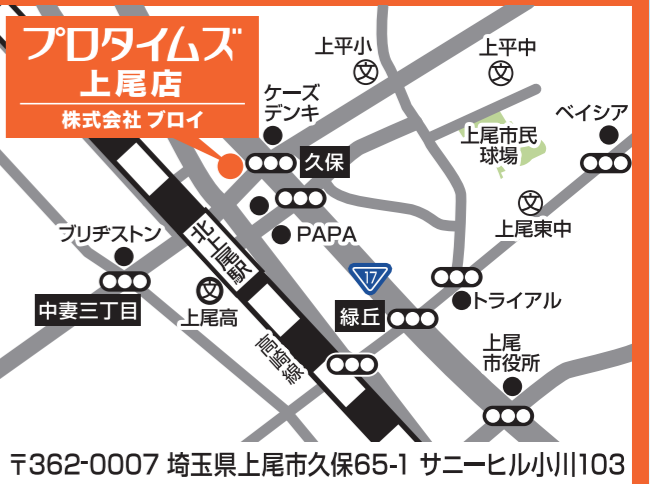 プロタイムズ
上尾店
株式会社 ブロイ
上平小
文
上平中
文
ケーズ
デンキ
ベイシア
上尾市民
球場
久保
文
上尾東中
PAPA
ブリヂストン
北上尾駅
17
中妻三丁目
文
上尾高
トライアル
緑丘
高崎線
上尾
市役所
〒362-0007 埼玉県上尾市久保65-1 サニーヒル小川103